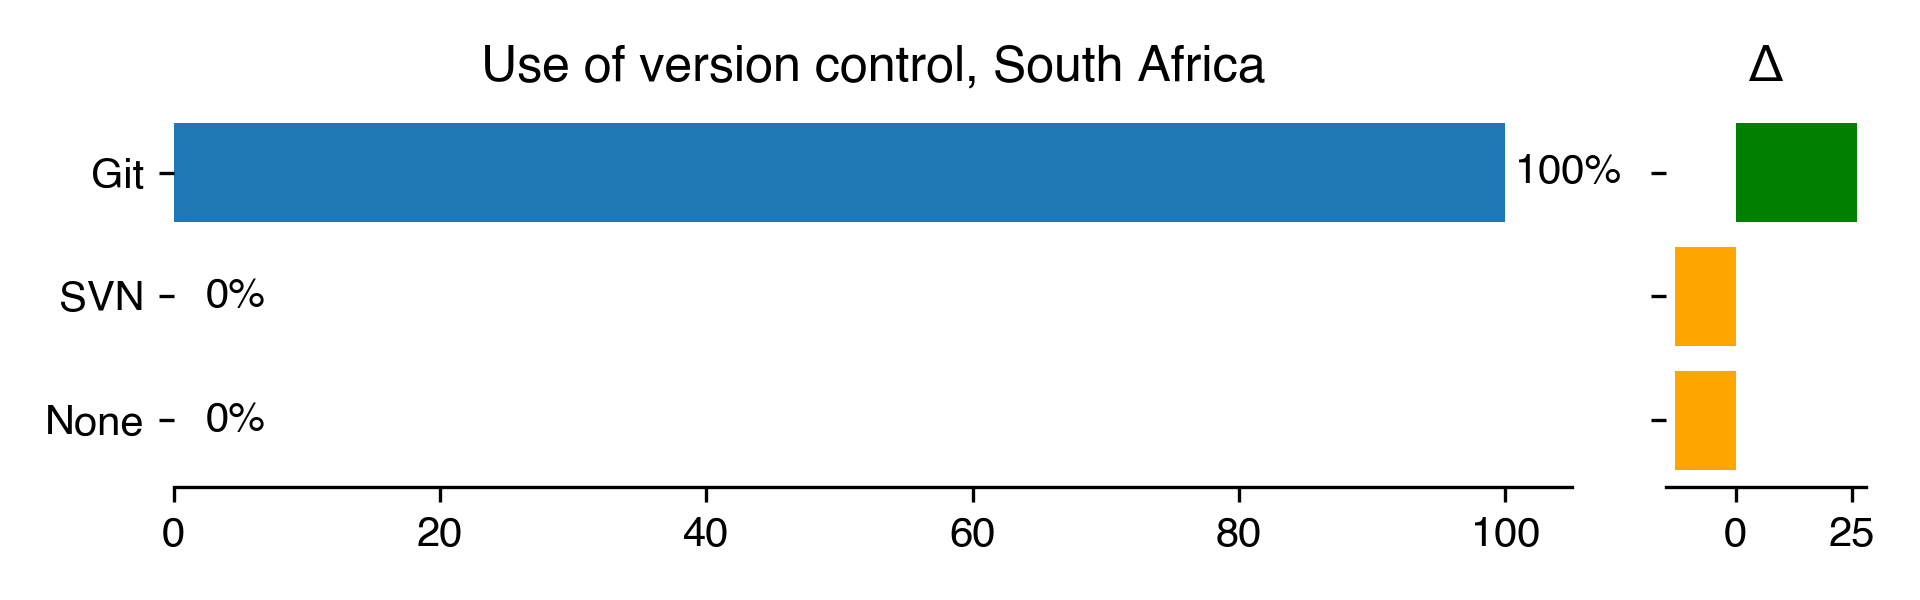 Use of version control, South Africa
Δ
Git
100%
SVN
0%
None
0%
0 20 40 60 80 100
0 25